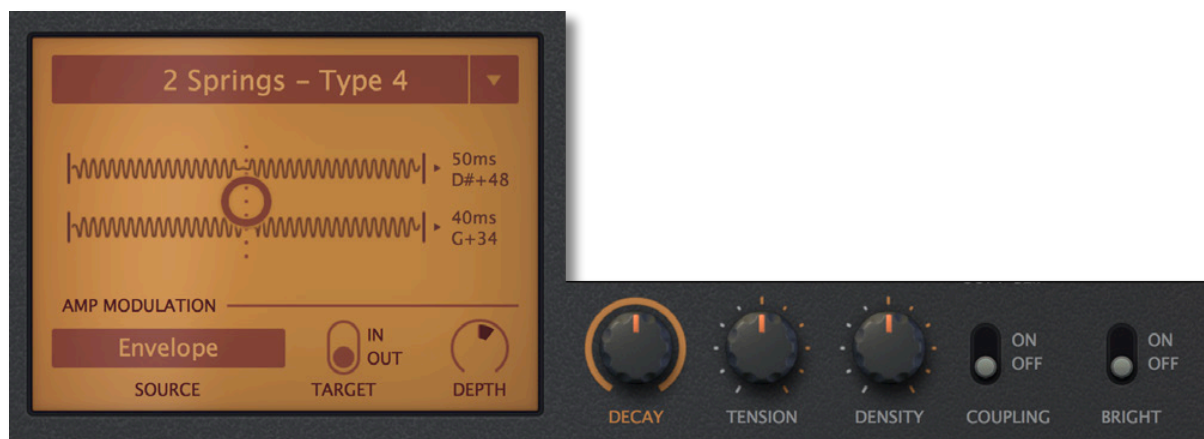 2 Springs – Type 4
50ms
D#+48
40ms
G+34
AMP MODULATION
Envelope
IN
OUT
SOURCE
TARGET
DEPTH
ON
OFF
ON
OFF
DECAY
TENSION
DENSITY
COUPLING
BRIGHT